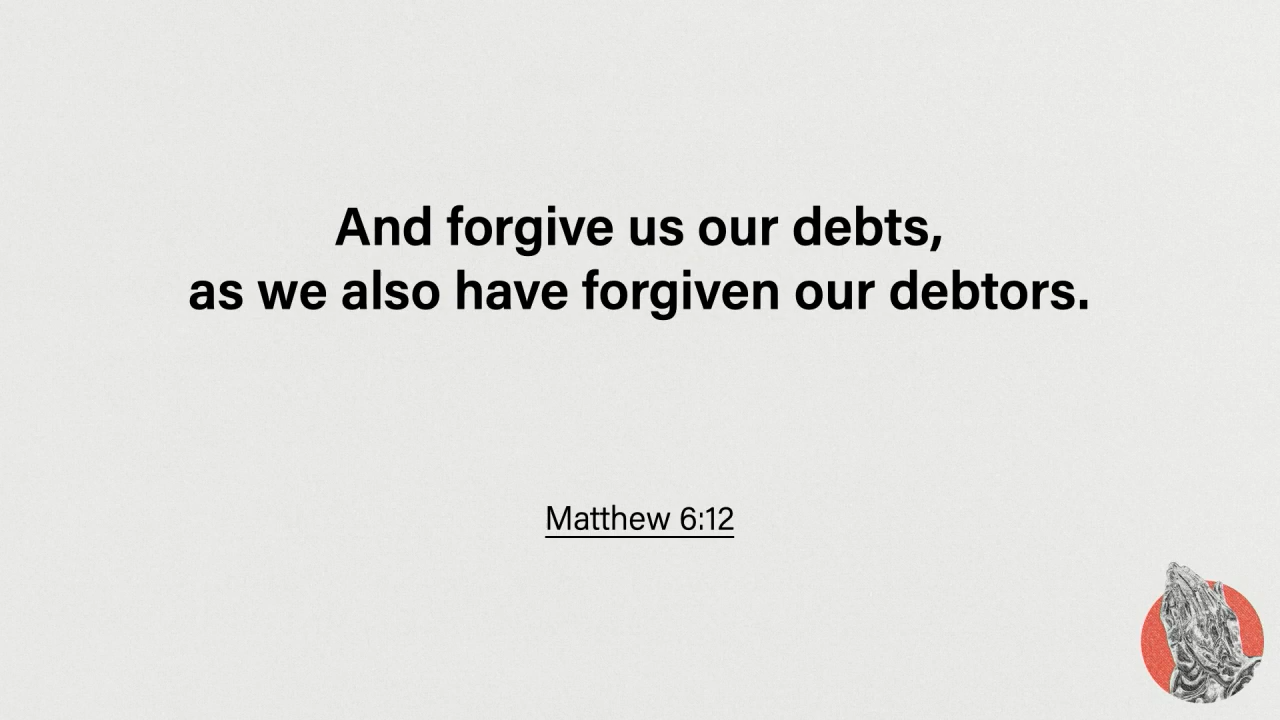 And forgive us our debts,
as we also have forgiven our debtors.
Matthew 6:12